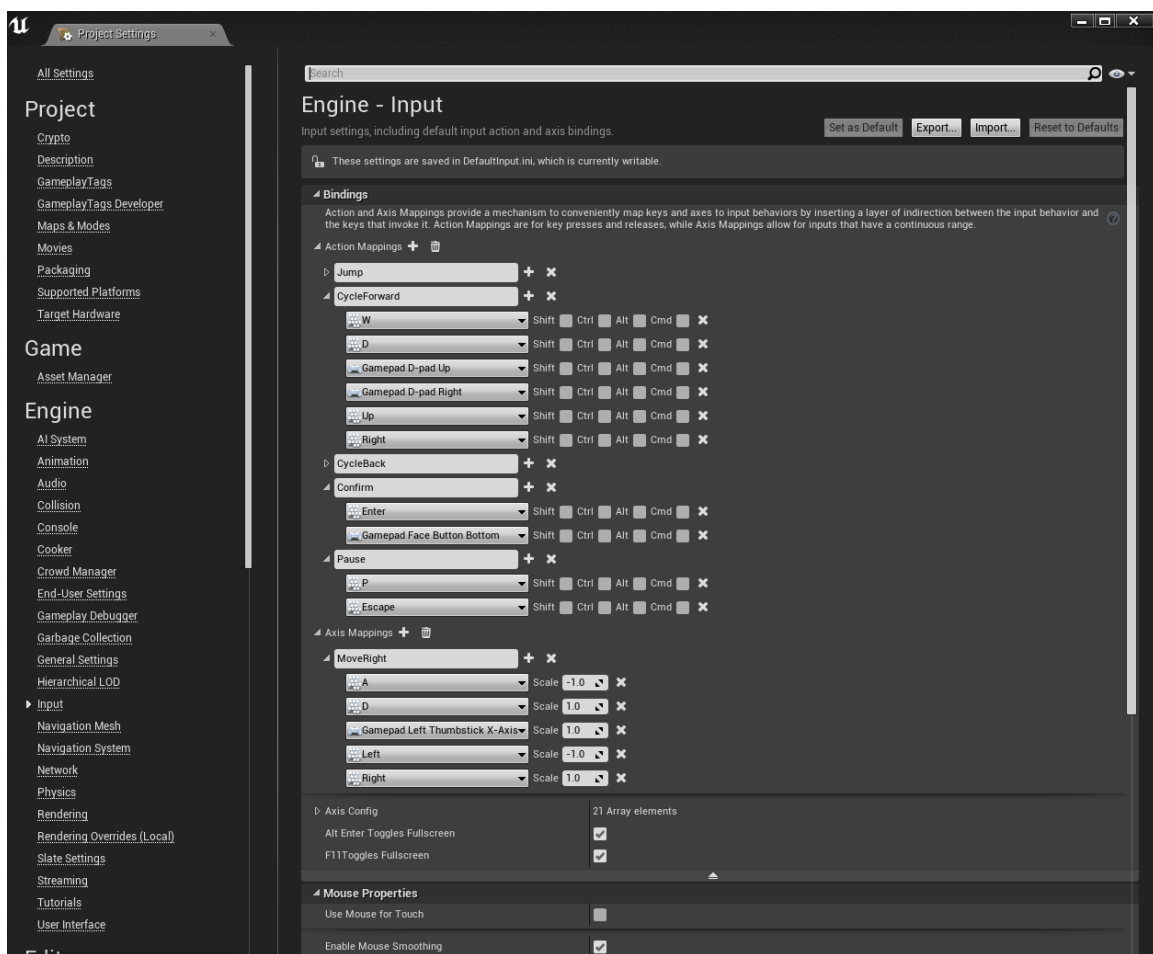 Project Settings
All Settings
Project
Crypto
Description
GameplayTags
GameplayTags Developer
Maps & Modes
Movies
Packaging
Supported Platforms
Target Hardware
Game
Asset Manager
Engine
AI System
Animation
Audio
Collision
Console
Cooker
Crowd Manager
End-User Settings
Gameplay Debugger
Garbage Collection
General Settings
Hierarchical LOD
Input
Navigation Mesh
Navigation System
Network
Physics
Rendering
Rendering Overrides (Local)
Slate Settings
Streaming
Tutorials
User Interface
Search
Engine - Input
Input settings, including default input action and axis bindings.
Set as Default Export... Import... Reset to Defaults
These settings are saved in DefaultInput.ini, which is currently writable.
Bindings
Action and Axis Mappings provide a mechanism to conveniently map keys and axes to input behaviors by inserting a layer of indirection between the input behavior and
the keys that invoke it. Action Mappings are for key presses and releases, while Axis Mappings allow for inputs that have a continuous range.
Action Mappings
Jump
CycleForward
W Shift Ctrl Alt Cmd
D Shift Ctrl Alt Cmd
Gamepad D-pad Up Shift Ctrl Alt Cmd
Gamepad D-pad Right Shift Ctrl Alt Cmd
Up Shift Ctrl Alt Cmd
Right Shift Ctrl Alt Cmd
CycleBack
Confirm
Enter Shift Ctrl Alt Cmd
Gamepad Face Button Bottom Shift Ctrl Alt Cmd
Pause
P Shift Ctrl Alt Cmd
Escape Shift Ctrl Alt Cmd
Axis Mappings
MoveRight
A Scale -1.0
D Scale 1.0
Gamepad Left Thumbstick X-Axis Scale 1.0
Left Scale -1.0
Right Scale 1.0
Axis Config 21 Array elements
Alt Enter Toggles Fullscreen
F11Toggles Fullscreen
Mouse Properties
Use Mouse for Touch
Enable Mouse Smoothing